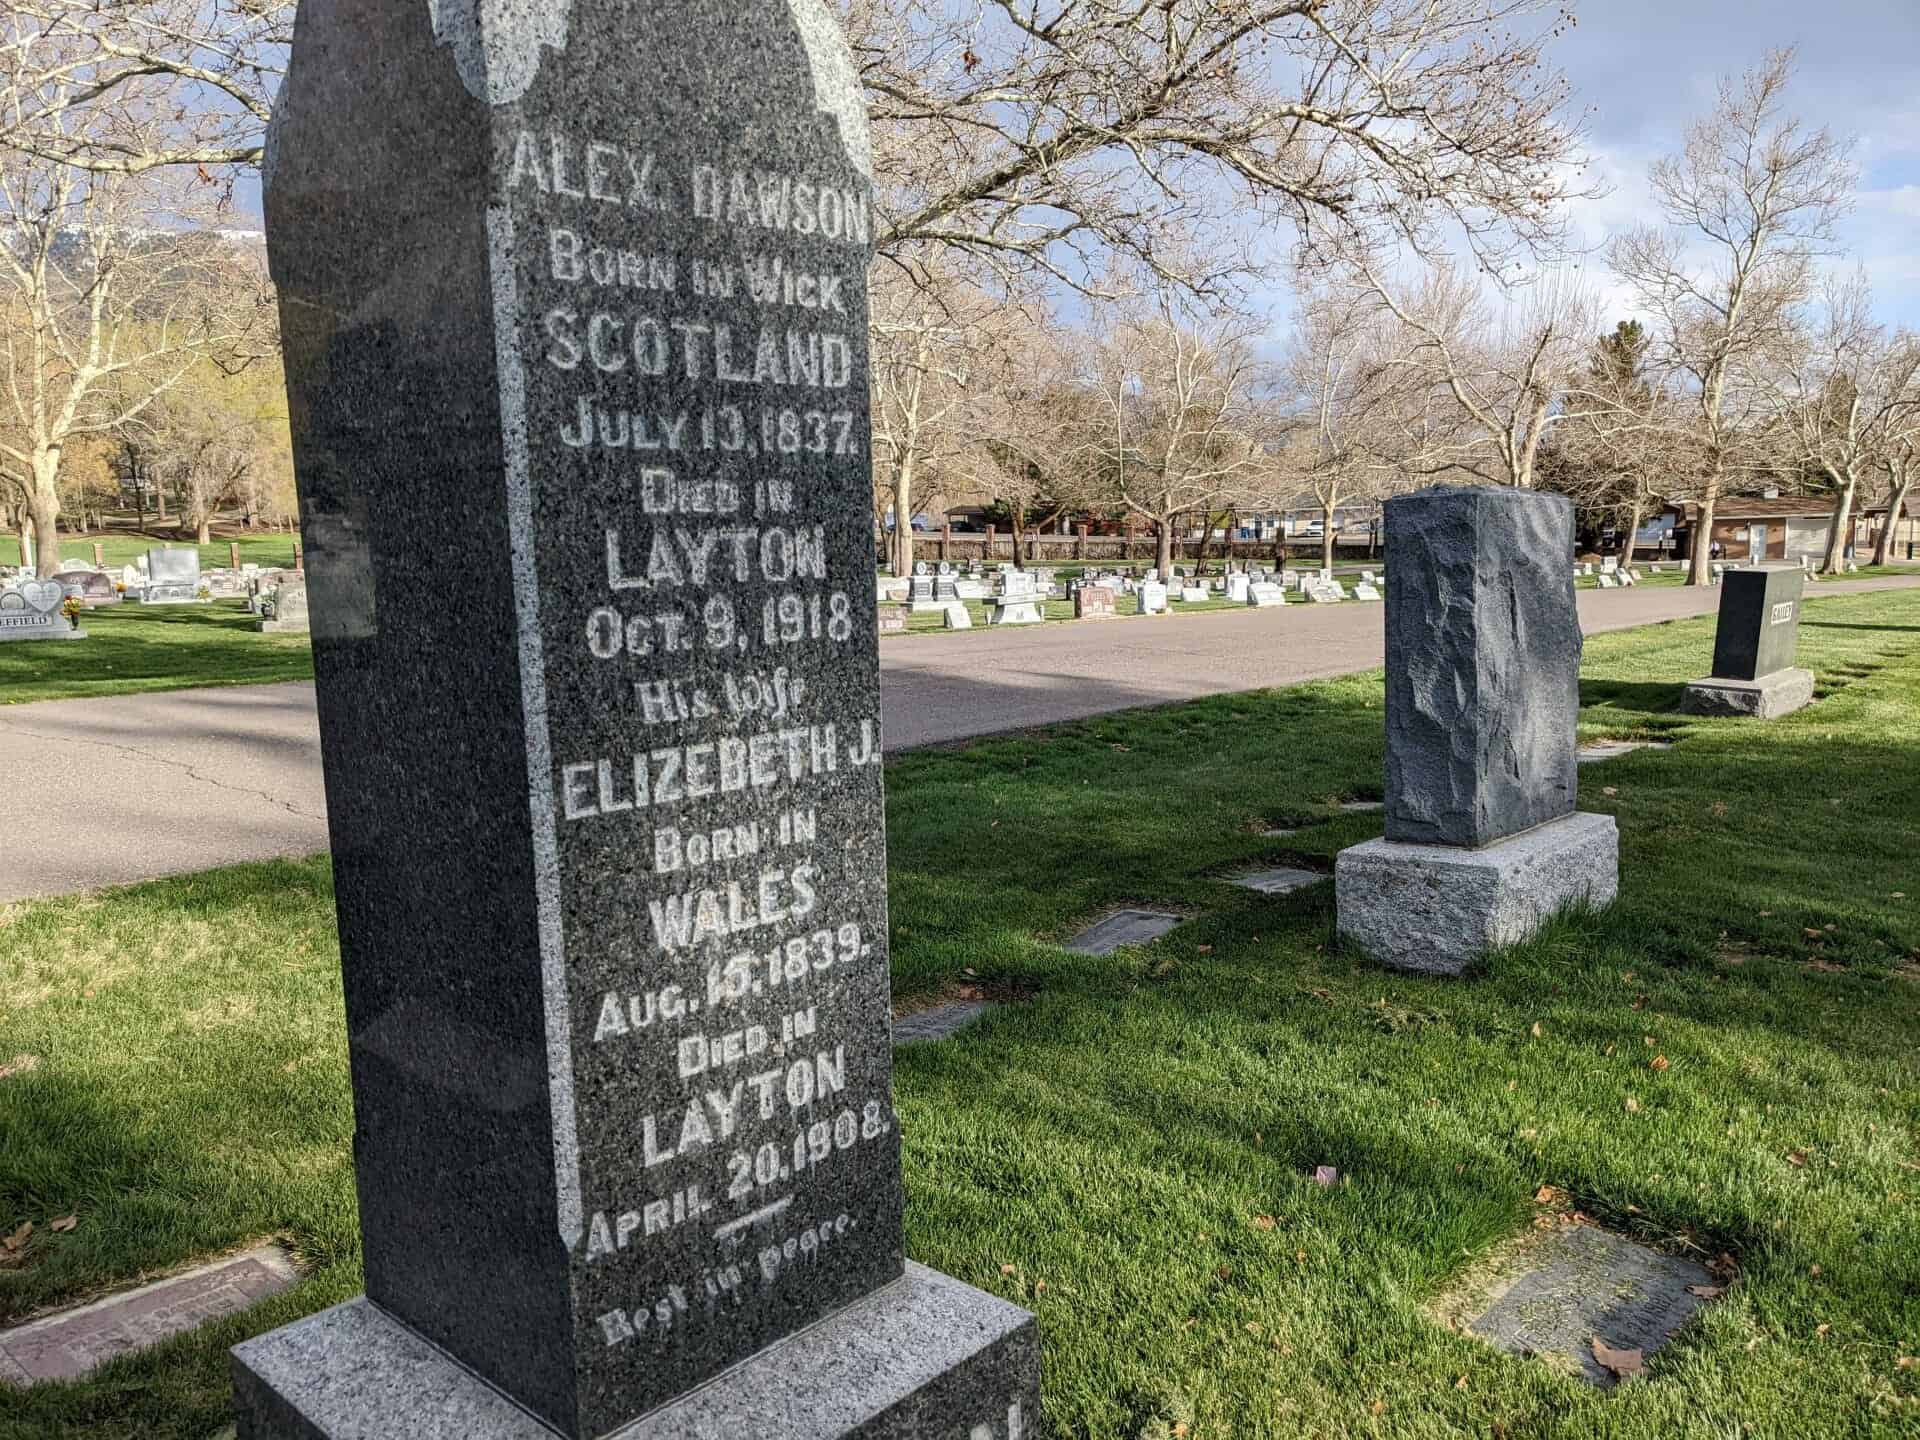 ALEX. DAWSON
BORN IN WICK
SCOTLAND
JULY 13, 1837.
DIED IN
LAYTON
OCT. 9, 1918
His Wife
ELIZEBETH J.
BORN IN
WALES
AUG. 15. 1839.
DIED IN
LAYTON
APRIL 20. 1908.
Rest in peace.